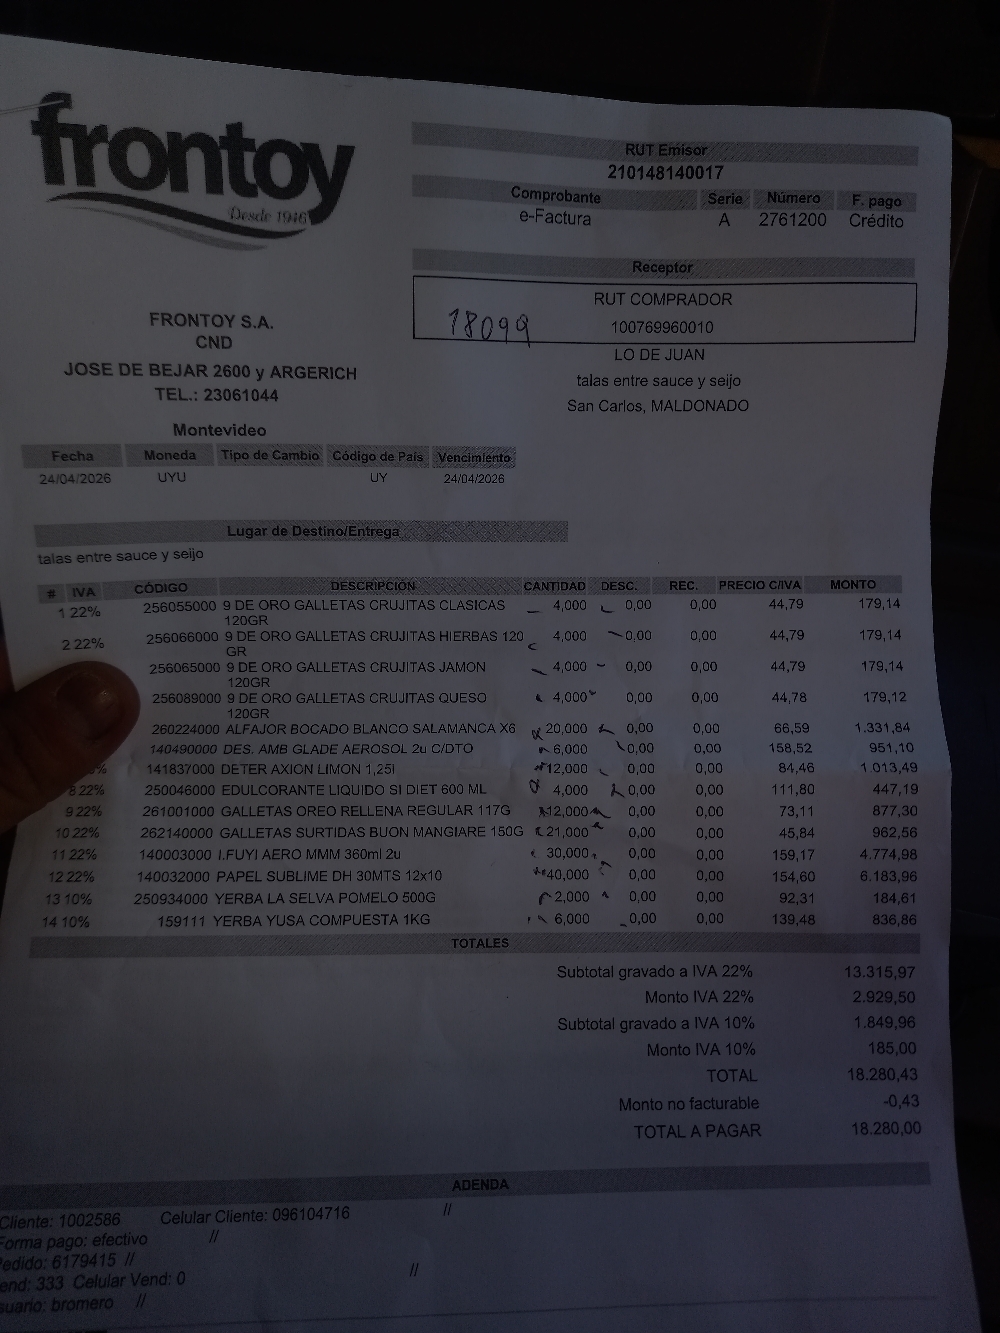 frontoy
Desde 1946
RUT Emisor
210148140017
Comprobante Serie Número F. pago
e-Factura A 2761200 Crédito
Receptor
RUT COMPRADOR
18099 100769960010
LO DE JUAN
talas entre sauce y seijo
San Carlos, MALDONADO
FRONTOY S.A.
CND
JOSE DE BEJAR 2600 y ARGERICH
TEL.: 23061044
Montevideo
Fecha Moneda Tipo de Cambio Código de País Vencimiento
24/04/2026 UYU UY 24/04/2026
Lugar de Destino/Entrega
talas entre sauce y seijo
# IVA CÓDIGO DESCRIPCIÓN CANTIDAD DESC. REC. PRECIO C/IVA MONTO
1 22% 256055000 9 DE ORO GALLETAS CRUJITAS CLASICAS 4,000 0,00 0,00 44,79 179,14
120GR
2 22% 256066000 9 DE ORO GALLETAS CRUJITAS HIERBAS 120 4,000 0,00 0,00 44,79 179,14
GR
256065000 9 DE ORO GALLETAS CRUJITAS JAMON 4,000 0,00 0,00 44,79 179,14
120GR
256089000 9 DE ORO GALLETAS CRUJITAS QUESO 4,000 0,00 0,00 44,78 179,12
120GR
260224000 ALFAJOR BOCADO BLANCO SALAMANCA X6 20,000 0,00 0,00 66,59 1.331,84
140490000 DES. AMB GLADE AEROSOL 2u C/DTO 6,000 0,00 0,00 158,52 951,10
% 141837000 DETER AXION LIMON 1,25l 12,000 0,00 0,00 84,46 1.013,49
8 22% 250046000 EDULCORANTE LIQUIDO SI DIET 600 ML 4,000 0,00 0,00 111,80 447,19
9 22% 261001000 GALLETAS OREO RELLENA REGULAR 117G 12,000 0,00 0,00 73,11 877,30
10 22% 262140000 GALLETAS SURTIDAS BUON MANGIARE 150G 21,000 0,00 0,00 45,84 962,56
11 22% 140003000 I.FUYI AERO MMM 360ml 2u 30,000 0,00 0,00 159,17 4.774,98
12 22% 140032000 PAPEL SUBLIME DH 30MTS 12x10 40,000 0,00 0,00 154,60 6.183,96
13 10% 250934000 YERBA LA SELVA POMELO 500G 2,000 0,00 0,00 92,31 184,61
14 10% 159111 YERBA YUSA COMPUESTA 1KG 6,000 0,00 0,00 139,48 836,86
TOTALES
Subtotal gravado a IVA 22% 13.315,97
Monto IVA 22% 2.929,50
Subtotal gravado a IVA 10% 1.849,96
Monto IVA 10% 185,00
TOTAL 18.280,43
Monto no facturable -0,43
TOTAL A PAGAR 18.280,00
ADENDA
Cliente: 1002586 Celular Cliente: 096104716 //
Forma pago: efectivo //
edido: 6179415 //
end: 333 Celular Vend: 0 //
suario: bromero //